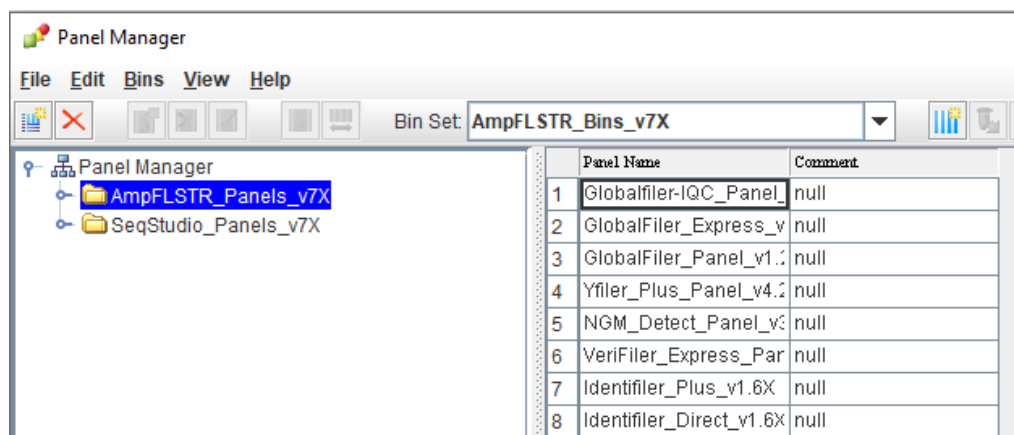 Panel Manager
File Edit Bins View Help
Bin Set: AmpFLSTR_Bins_v7X
Panel Manager
AmpFLSTR_Panels_v7X
SeqStudio_Panels_v7X
Panel Name Comment
1 Globalfiler-IQC_Panel_ null
2 GlobalFiler_Express_v null
3 GlobalFiler_Panel_v1. null
4 Yfiler_Plus_Panel_v4. null
5 NGM_Detect_Panel_v null
6 VeriFiler_Express_Par null
7 Identifiler_Plus_v1.6X null
8 Identifiler_Direct_v1.6X null